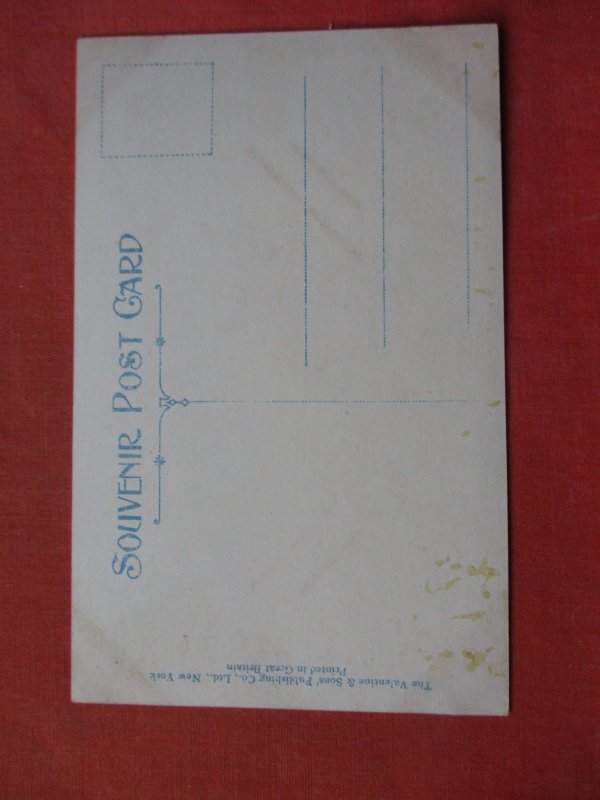 SOUVENIR POST CARD
The Valentine & Sons' Publishing Co., Ltd., New York
Printed in Great Britain